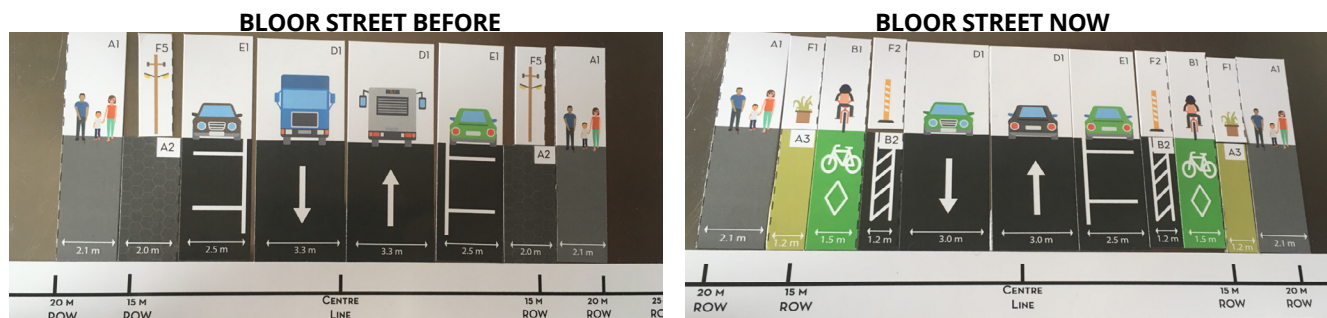 BLOOR STREET BEFORE
A1 F5 E1 D1 D1 E1 F5 A1
A2 A2
2.1 m 2.0 m 2.5 m 3.3 m 3.3 m 2.5 m 2.0 m 2.1 m
20 M 15 M CENTRE 15 M 20 M 25
ROW ROW LINE ROW ROW RO
BLOOR STREET NOW
A1 F1 B1 F2 D1 D1 E1 F2 B1 F1 A1
A3 B2 B2 A3
2.1 m 1.2 m 1.5 m 1.2 m 3.0 m 3.0 m 2.5 m 1.2 m 1.5 m 1.2 m 2.1 m
20 M 15 M CENTRE 15 M 20 M
ROW ROW LINE ROW ROW